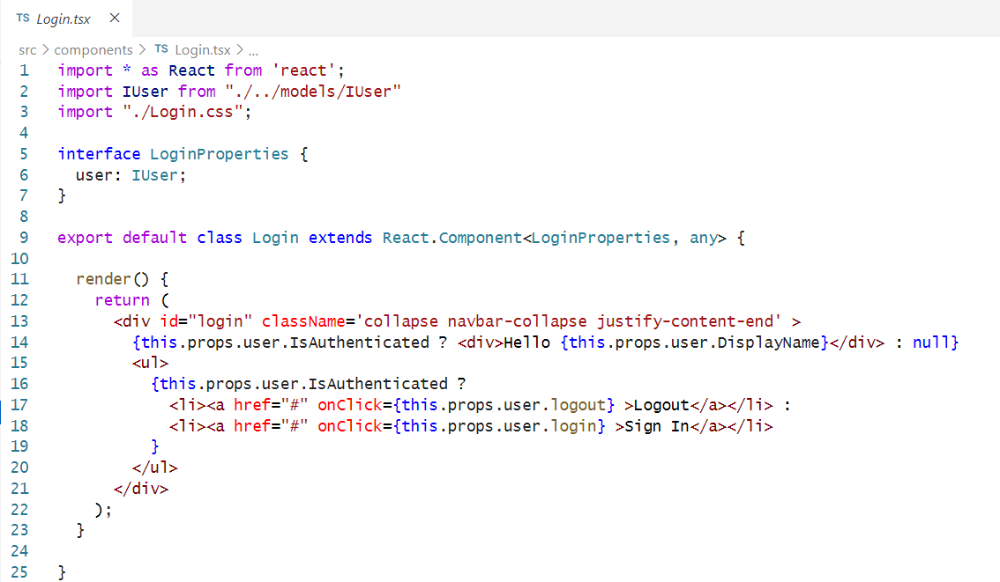 TS Login.tsx ×
src > components > TS Login.tsx > ...
1 import * as React from 'react';
2 import IUser from "./../models/IUser"
3 import "./Login.css";
4
5 interface LoginProperties {
6   user: IUser;
7 }
8
9 export default class Login extends React.Component<LoginProperties, any> {
10
11   render() {
12     return (
13       <div id="login" className='collapse navbar-collapse justify-content-end' >
14         {this.props.user.IsAuthenticated ? <div>Hello {this.props.user.DisplayName}</div> : null}
15         <ul>
16           {this.props.user.IsAuthenticated ?
17             <li><a href="#" onClick={this.props.user.logout} >Logout</a></li> :
18             <li><a href="#" onClick={this.props.user.login} >Sign In</a></li>
19           }
20         </ul>
21       </div>
22     );
23   }
24
25 }